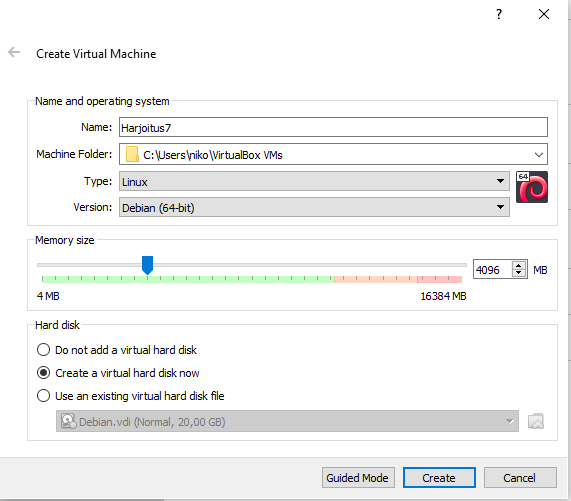 ?
Create Virtual Machine
Name and operating system
Name: Harjoitus7
Machine Folder: C:\Users\niko\VirtualBox VMs
Type: Linux
64
Version: Debian (64-bit)
Memory size
4096 MB
4 MB 16384 MB
Hard disk
Do not add a virtual hard disk
Create a virtual hard disk now
Use an existing virtual hard disk file
Debian.vdi (Normal, 20,00 GB)
Guided Mode Create Cancel